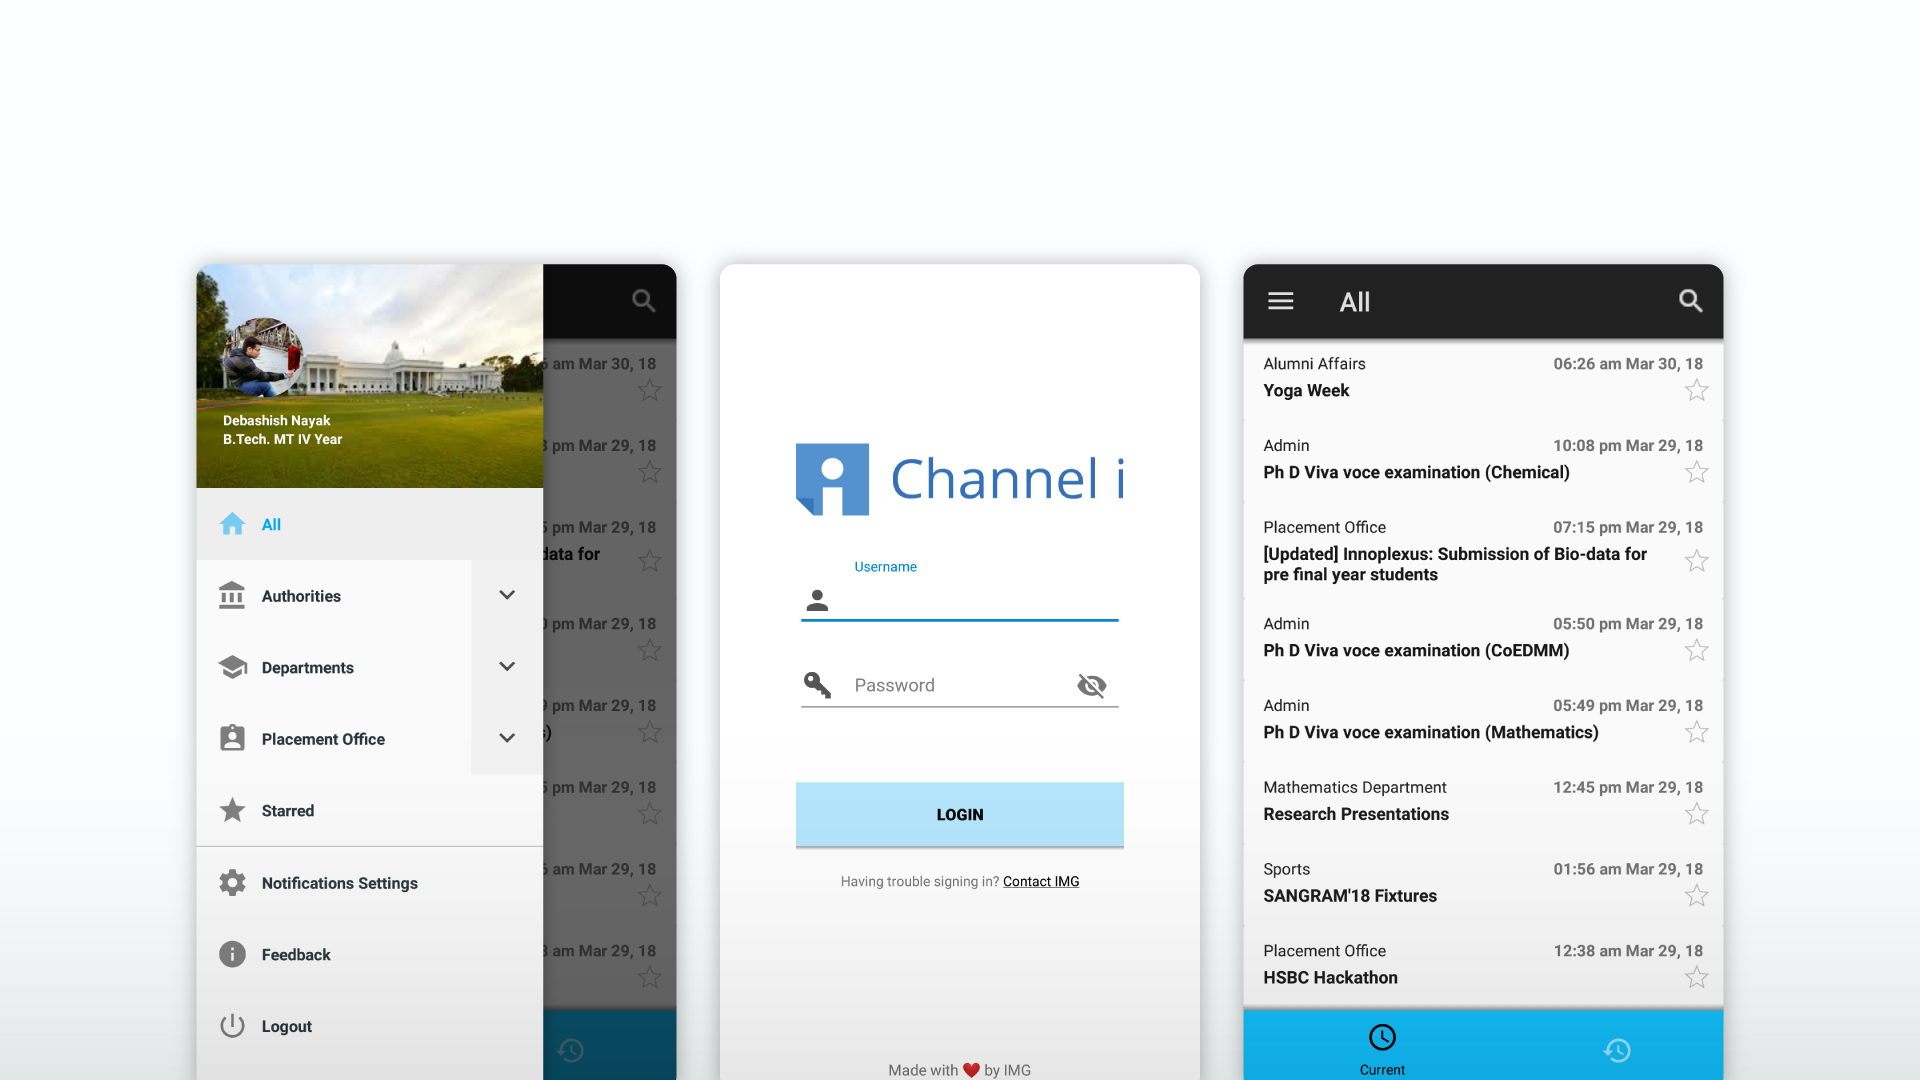 Debashish Nayak
B.Tech. MT IV Year
All
Authorities
Departments
Placement Office
Starred
Notifications Settings
Feedback
Logout
am Mar 30, 18
pm Mar 29, 18
pm Mar 29, 18
data for
pm Mar 29, 18
pm Mar 29, 18
)
pm Mar 29, 18
am Mar 29, 18
am Mar 29, 18
Channel i
Username
Password
LOGIN
Having trouble signing in? Contact IMG
Made with ❤ by IMG
All
Alumni Affairs 06:26 am Mar 30, 18
Yoga Week
Admin 10:08 pm Mar 29, 18
Ph D Viva voce examination (Chemical)
Placement Office 07:15 pm Mar 29, 18
[Updated] Innoplexus: Submission of Bio-data for
pre final year students
Admin 05:50 pm Mar 29, 18
Ph D Viva voce examination (CoEDMM)
Admin 05:49 pm Mar 29, 18
Ph D Viva voce examination (Mathematics)
Mathematics Department 12:45 pm Mar 29, 18
Research Presentations
Sports 01:56 am Mar 29, 18
SANGRAM'18 Fixtures
Placement Office 12:38 am Mar 29, 18
HSBC Hackathon
Current